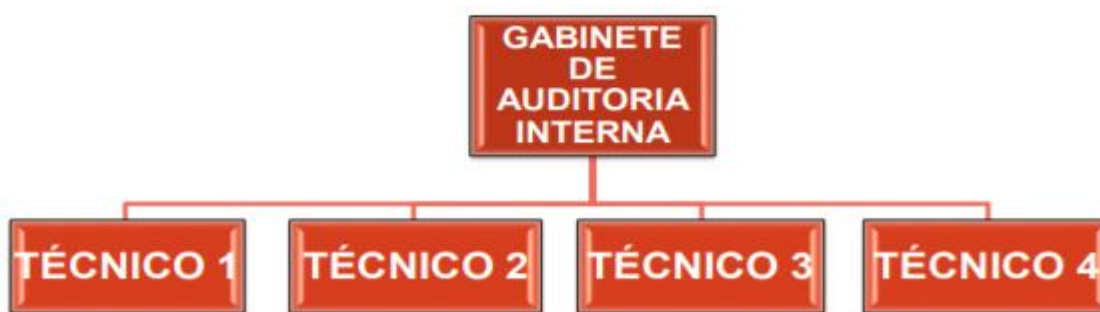 GABINETE
DE
AUDITORIA
INTERNA
TÉCNICO 1
TÉCNICO 2
TÉCNICO 3
TÉCNICO 4